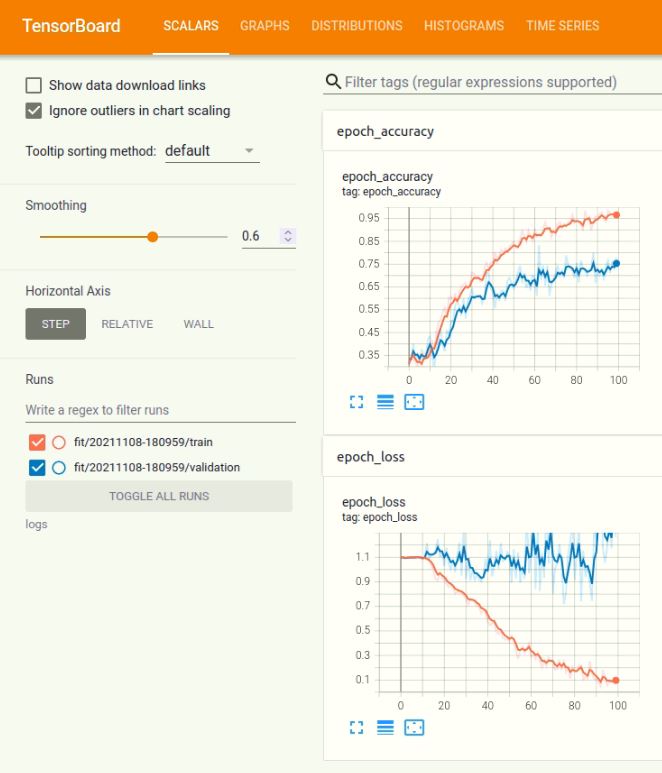 TensorBoard
SCALARS
GRAPHS
DISTRIBUTIONS
HISTOGRAMS
TIME SERIES
Show data download links
Ignore outliers in chart scaling
Tooltip sorting method: default
Smoothing
0.6
Horizontal Axis
STEP
RELATIVE
WALL
Runs
Write a regex to filter runs
fit/20211108-180959/train
fit/20211108-180959/validation
TOGGLE ALL RUNS
logs
Filter tags (regular expressions supported)
epoch_accuracy
epoch_accuracy
tag: epoch_accuracy
0.95
0.85
0.75
0.65
0.55
0.45
0.35
0 20 40 60 80 100
epoch_loss
epoch_loss
tag: epoch_loss
1.1
0.9
0.7
0.5
0.3
0.1
0 20 40 60 80 100